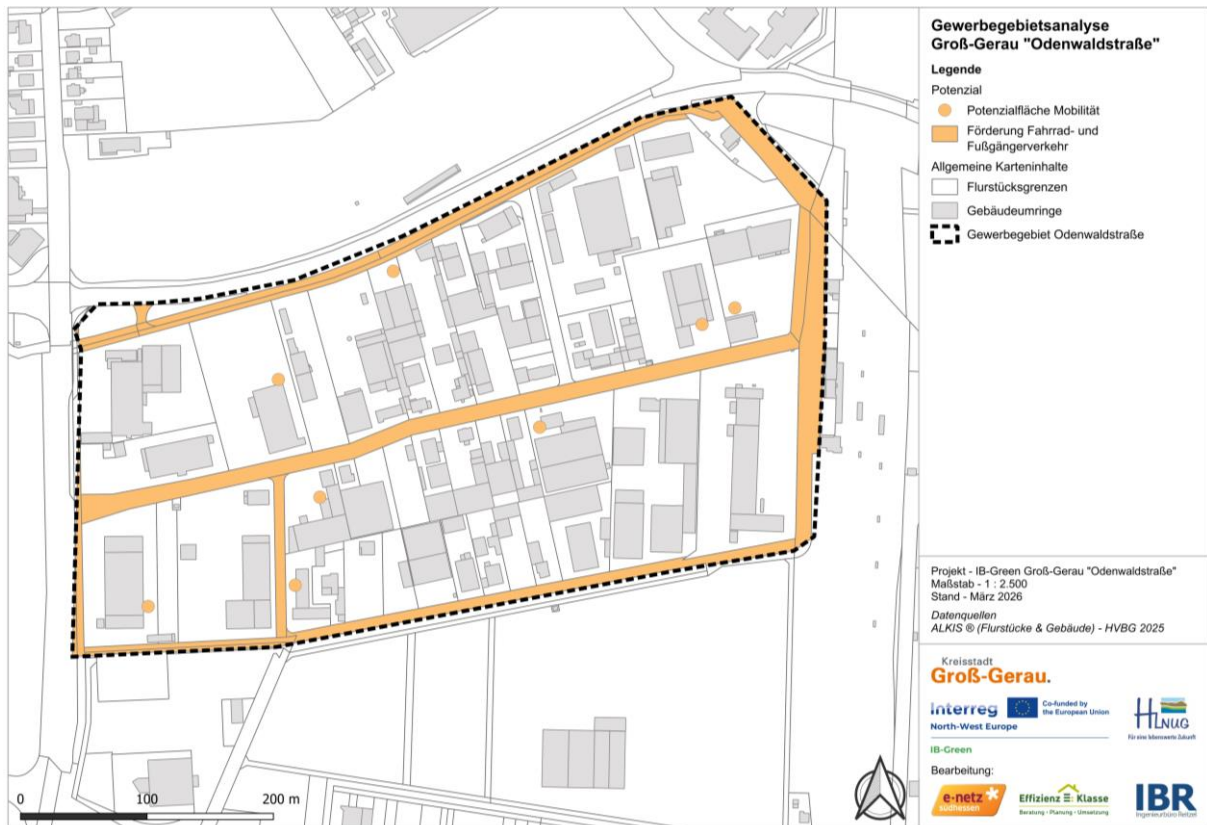 Gewerbegebietsanalyse
Groß-Gerau "Odenwaldstraße"
Legende
Potenzial
Potenzialfläche Mobilität
Förderung Fahrrad- und
Fußgängerverkehr
Allgemeine Karteninhalte
Flurstücksgrenzen
Gebäudeumringe
Gewerbegebiet Odenwaldstraße
Projekt - IB-Green Groß-Gerau "Odenwaldstraße"
Maßstab - 1 : 2.500
Stand - März 2026
Datenquellen
ALKIS ® (Flurstücke & Gebäude) - HVBG 2025
Kreisstadt
Groß-Gerau.
Interreg
Co-funded by
the European Union
North-West Europe
HLNUG
Für eine lebenswerte Zukunft
IB-Green
Bearbeitung:
e-netz
südhessen
Effizienz Klasse
Beratung - Planung - Umsetzung
IBR
Ingenieurbüro Retzel
0 100 200 m